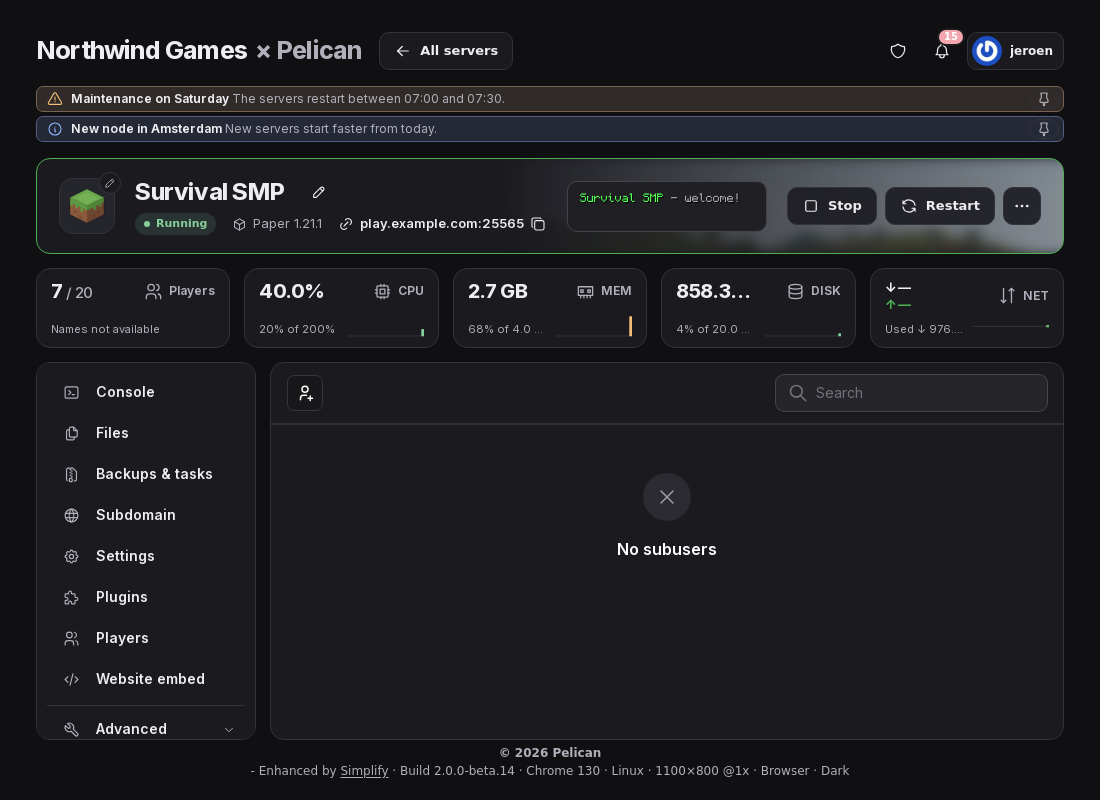 Northwind Games × Pelican
All servers
15
jeroen
Maintenance on Saturday The servers restart between 07:00 and 07:30.
New node in Amsterdam New servers start faster from today.
Survival SMP
Running
Paper 1.21.1
play.example.com:25565
Survival SMP - welcome!
Stop
Restart
7 / 20
Players
Names not available
40.0%
CPU
20% of 200%
2.7 GB
MEM
68% of 4.0 ...
858.3...
DISK
4% of 20.0 ...
↓—
↑—
NET
Used ↓ 976....
Console
Files
Backups & tasks
Subdomain
Settings
Plugins
Players
Website embed
Advanced
Search
No subusers
© 2026 Pelican
- Enhanced by Simplify · Build 2.0.0-beta.14 · Chrome 130 · Linux · 1100×800 @1x · Browser · Dark